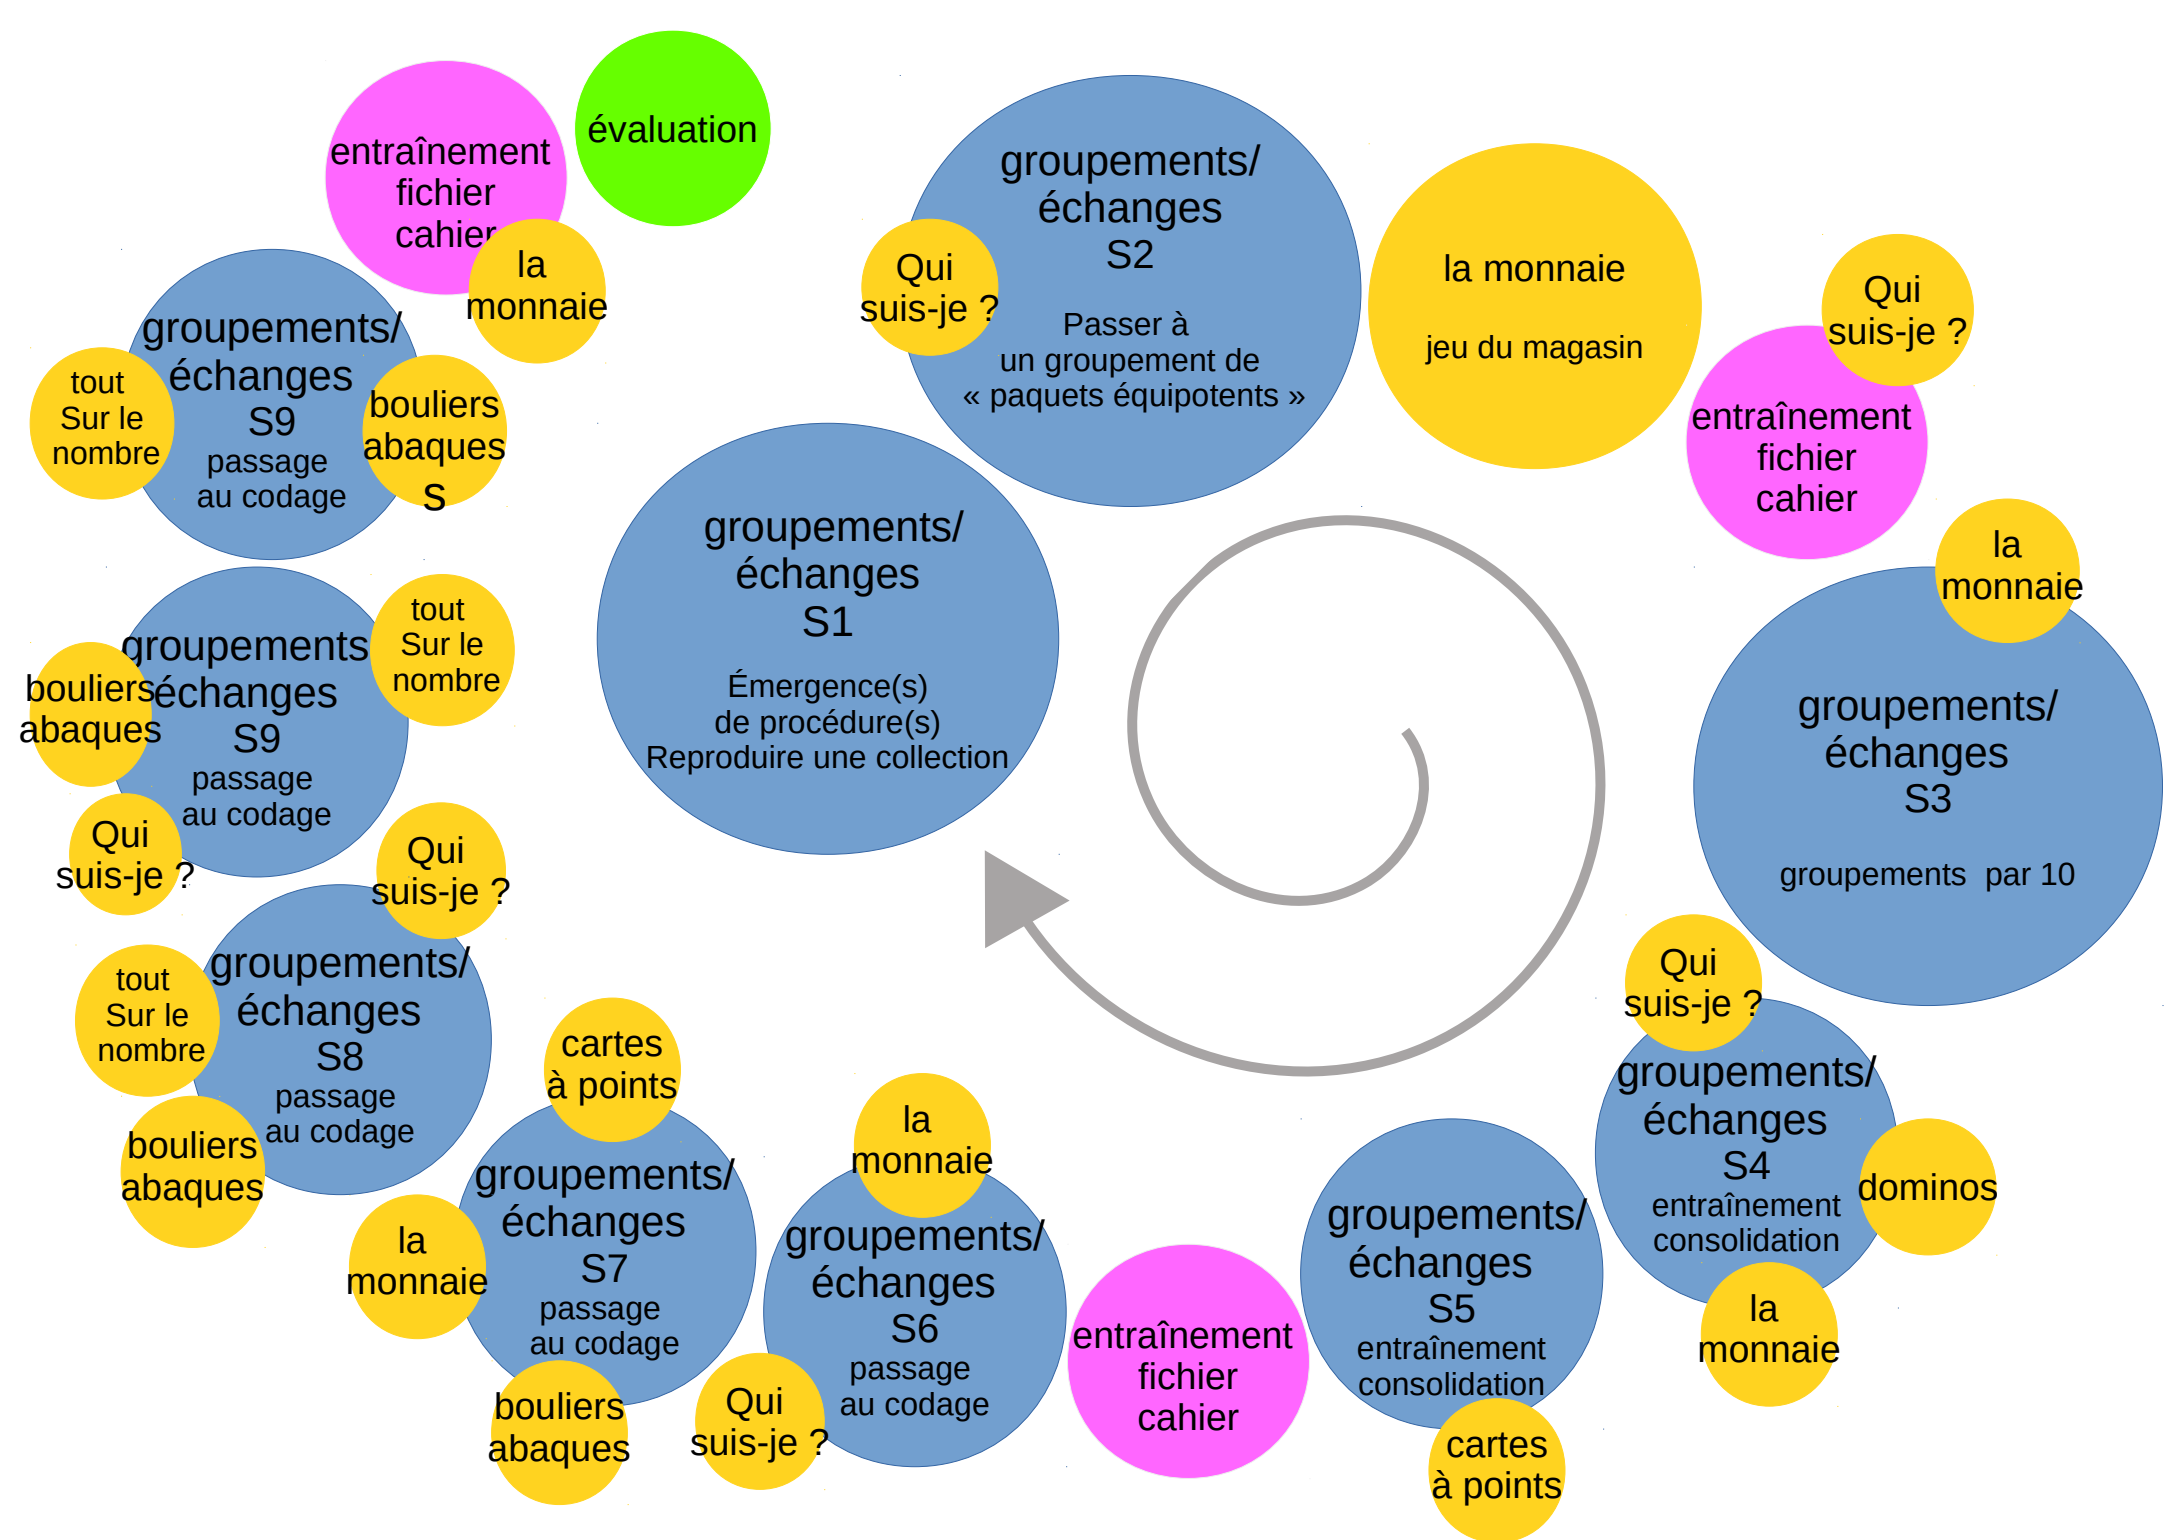 groupements/
échanges
S1
Émergence(s)
de procédure(s)
Reproduire une collection
groupements/
échanges
S2
Passer à
un groupement de
« paquets équipotents »
Qui
suis-je ?
la monnaie
jeu du magasin
entraînement
fichier
cahier
Qui
suis-je ?
groupements/
échanges
S3
groupements par 10
la
monnaie
groupements/
échanges
S4
entraînement
consolidation
Qui
suis-je ?
dominos
la
monnaie
groupements/
échanges
S5
entraînement
consolidation
cartes
à points
entraînement
fichier
cahier
groupements/
échanges
S6
passage
au codage
la
monnaie
Qui
suis-je ?
groupements/
échanges
S7
passage
au codage
cartes
à points
la
monnaie
bouliers
abaques
groupements/
échanges
S8
passage
au codage
Qui
suis-je ?
tout
Sur le
nombre
bouliers
abaques
groupements
échanges
S9
passage
au codage
tout
Sur le
nombre
bouliers
abaques
Qui
suis-je ?
groupements/
échanges
S9
passage
au codage
tout
Sur le
nombre
bouliers
abaques
s
entraînement
fichier
cahier
la
monnaie
évaluation